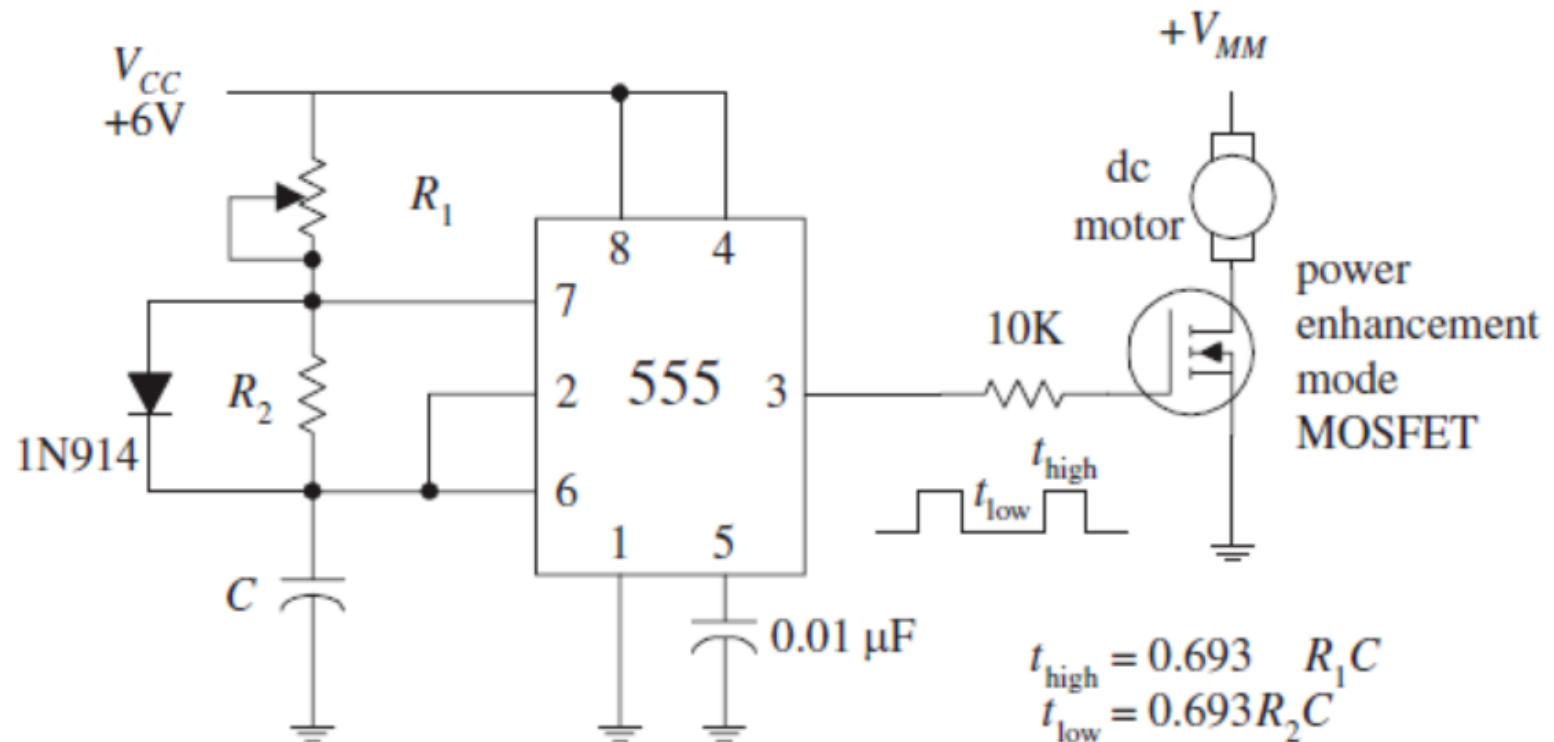 V_CC
+6V
R_1
+V_MM
dc
motor
8 4
7
2 555 3
6
1 5
10K
power
enhancement
mode
MOSFET
R_2
1N914
t_high
t_low
C
0.01 μF
t_high = 0.693 R_1C
t_low = 0.693R_2C